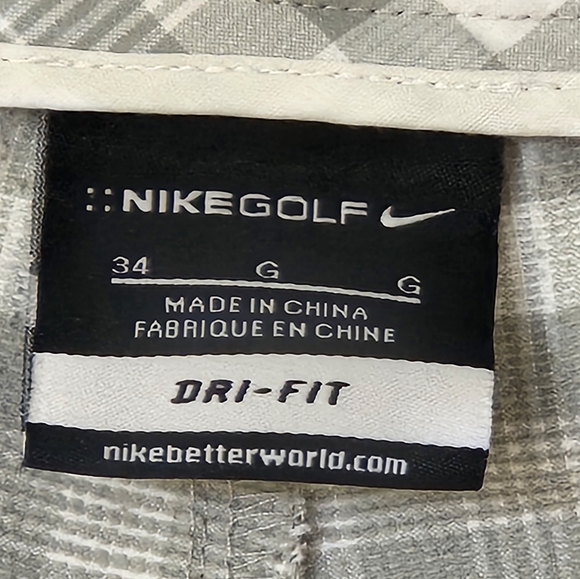 ::NIKEGOLF
34 G G
MADE IN CHINA
FABRIQUE EN CHINE
DRI-FIT
nikebetterworld.com